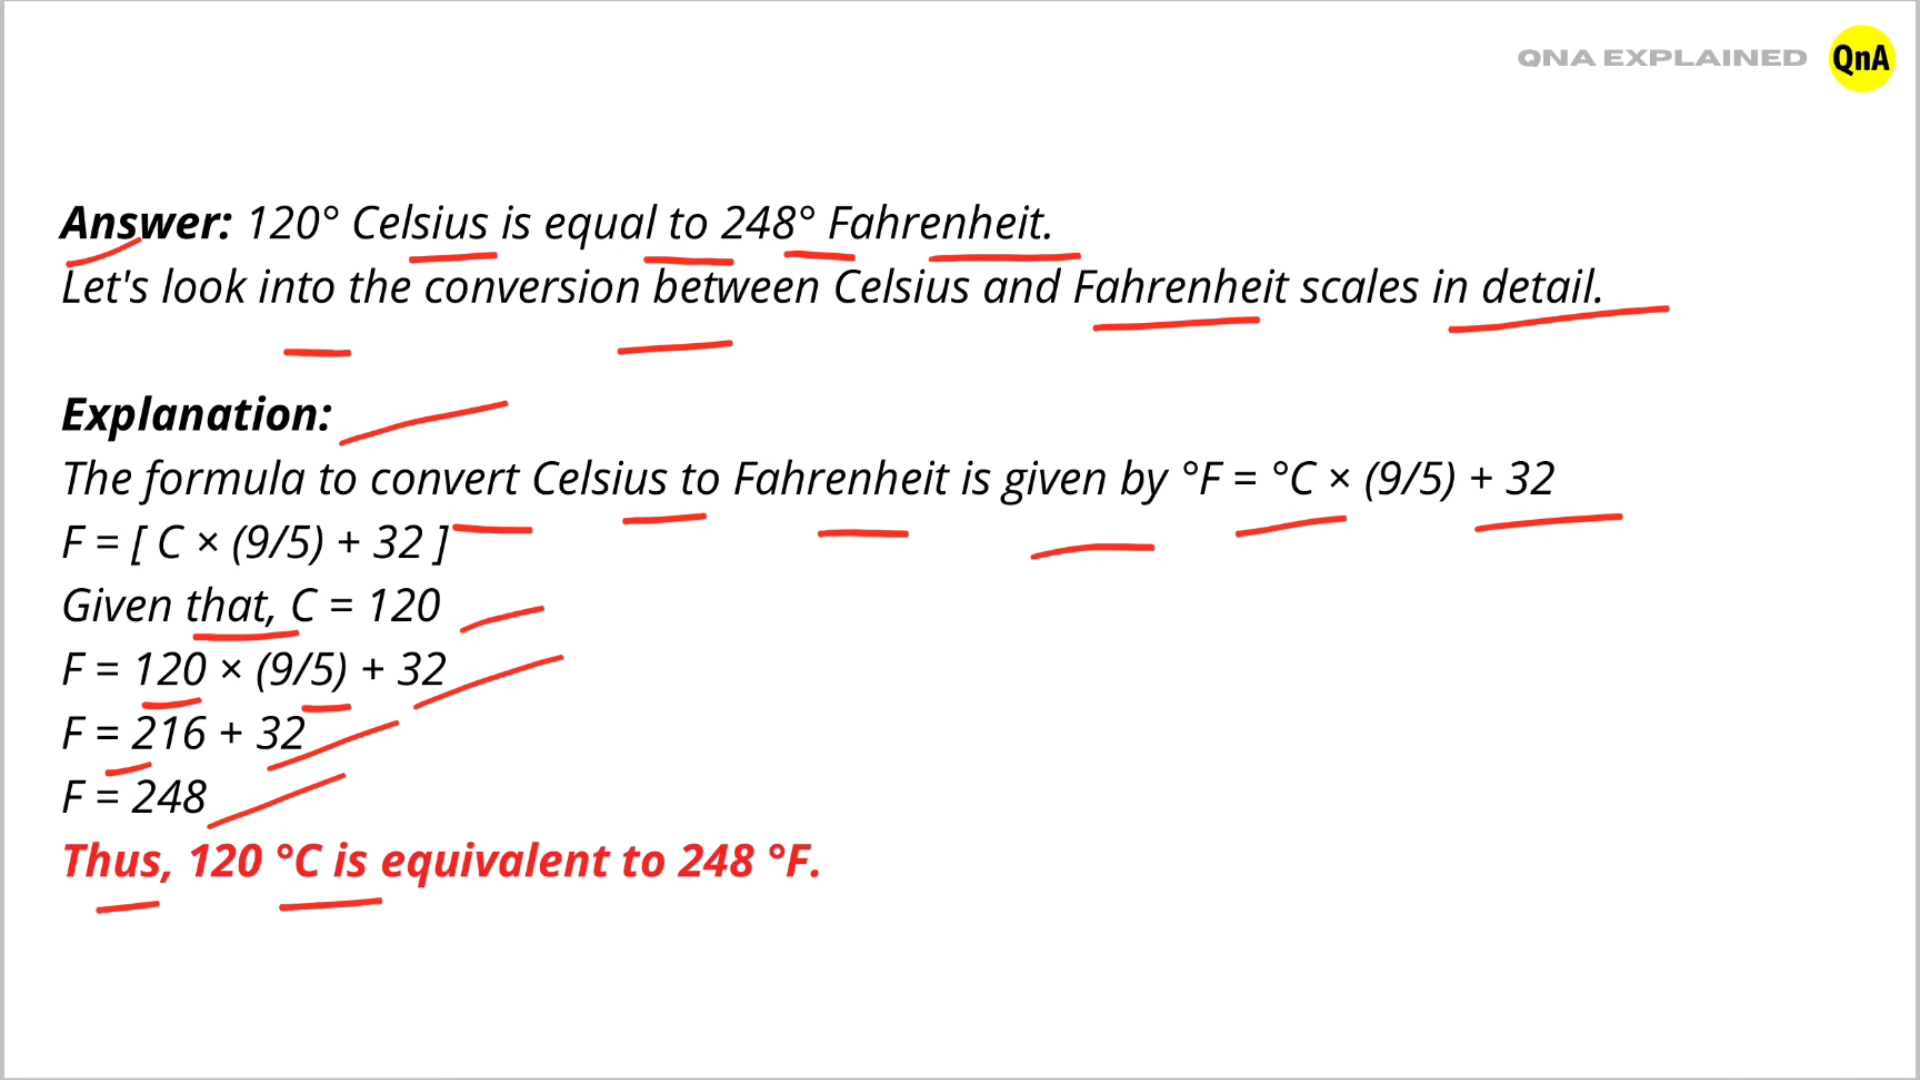 QNA EXPLAINED QnA
Answer: 120° Celsius is equal to 248° Fahrenheit.
Let's look into the conversion between Celsius and Fahrenheit scales in detail.
Explanation:
The formula to convert Celsius to Fahrenheit is given by °F = °C × (9/5) + 32
F = [ C × (9/5) + 32 ]
Given that, C = 120
F = 120 × (9/5) + 32
F = 216 + 32
F = 248
Thus, 120 °C is equivalent to 248 °F.